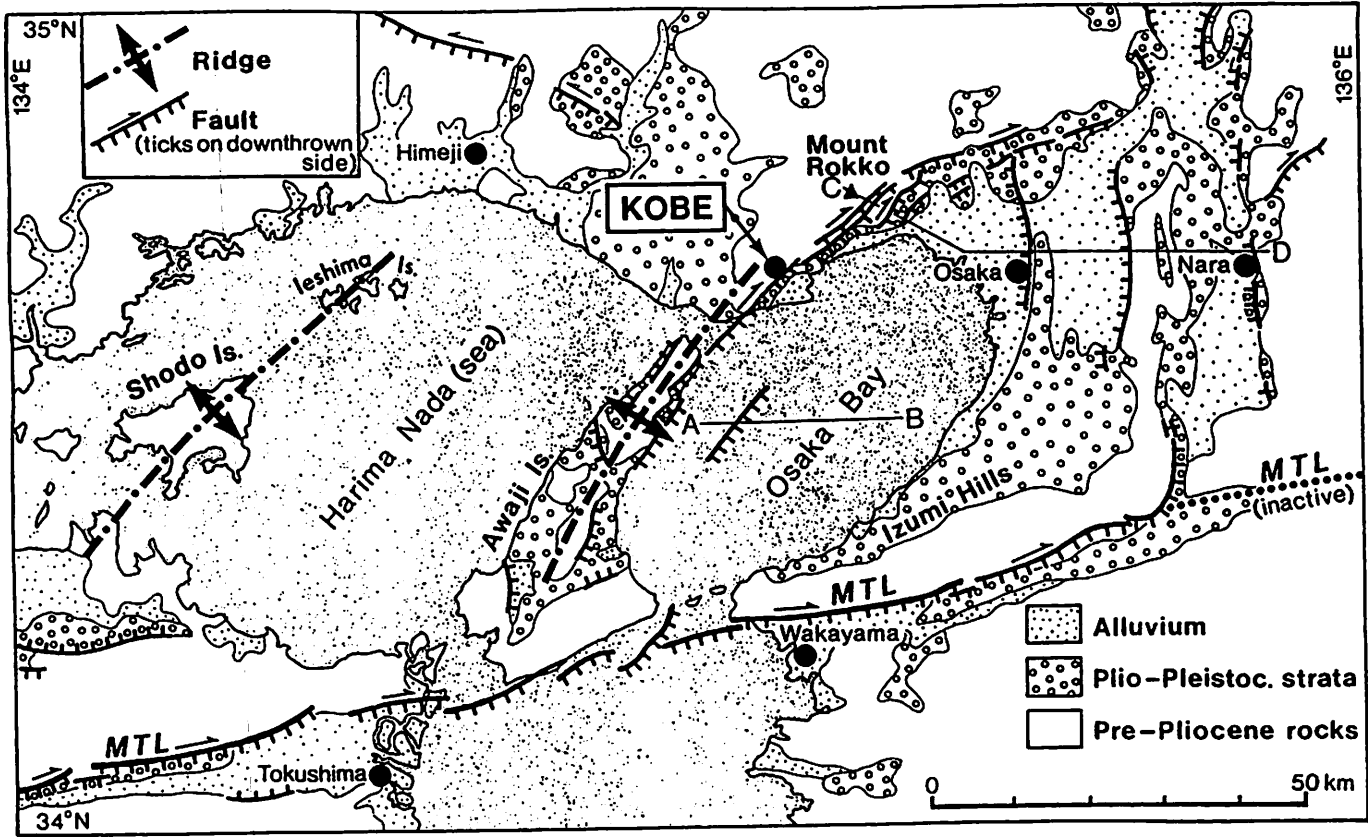 35°N
134°E
136°E
Ridge
Fault
(ticks on downthrown
side)
Himeji
Mount
Rokko
C
KOBE
Ieshima Is.
Osaka
Nara
D
Shodo Is.
Harima Nada (sea)
A
B
Awaji Is.
Osaka Bay
Izumi Hills
MTL
(inactive)
MTL
Wakayama
Alluvium
Plio-Pleistoc. strata
Pre-Pliocene rocks
MTL
Tokushima
0
50 km
34°N